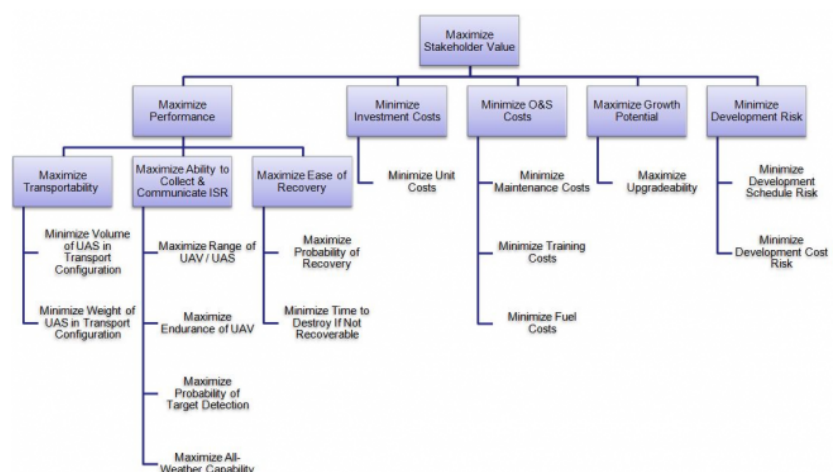 Maximize
Stakeholder Value
Maximize
Performance
Minimize
Investment Costs
Minimize O&S
Costs
Maximize Growth
Potential
Minimize
Development Risk
Maximize
Transportability
Maximize Ability to
Collect &
Communicate ISR
Maximize Ease of
Recovery
Minimize Unit
Costs
Minimize
Maintenance Costs
Maximize
Upgradeability
Minimize
Development
Schedule Risk
Minimize Volume
of UAS in
Transport
Configuration
Maximize Range of
UAV / UAS
Maximize
Probability of
Recovery
Minimize Training
Costs
Minimize
Development Cost
Risk
Minimize Weight of
UAS in Transport
Configuration
Maximize
Endurance of UAV
Minimize Time to
Destroy If Not
Recoverable
Minimize Fuel
Costs
Maximize
Probability of
Target Detection
Maximize All-
Weather Capability